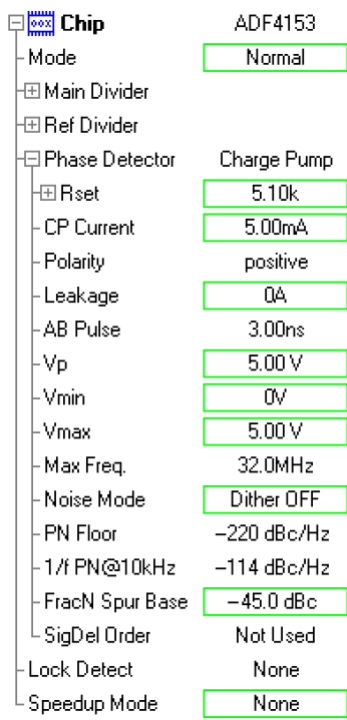 Chip ADF4153
Mode Normal
Main Divider
Ref Divider
Phase Detector Charge Pump
Rset 5.10k
CP Current 5.00mA
Polarity positive
Leakage 0A
AB Pulse 3.00ns
Vp 5.00 V
Vmin 0V
Vmax 5.00 V
Max Freq. 32.0MHz
Noise Mode Dither OFF
PN Floor –220 dBc/Hz
1/f PN@10kHz –114 dBc/Hz
FracN Spur Base –45.0 dBc
SigDel Order Not Used
Lock Detect None
Speedup Mode None